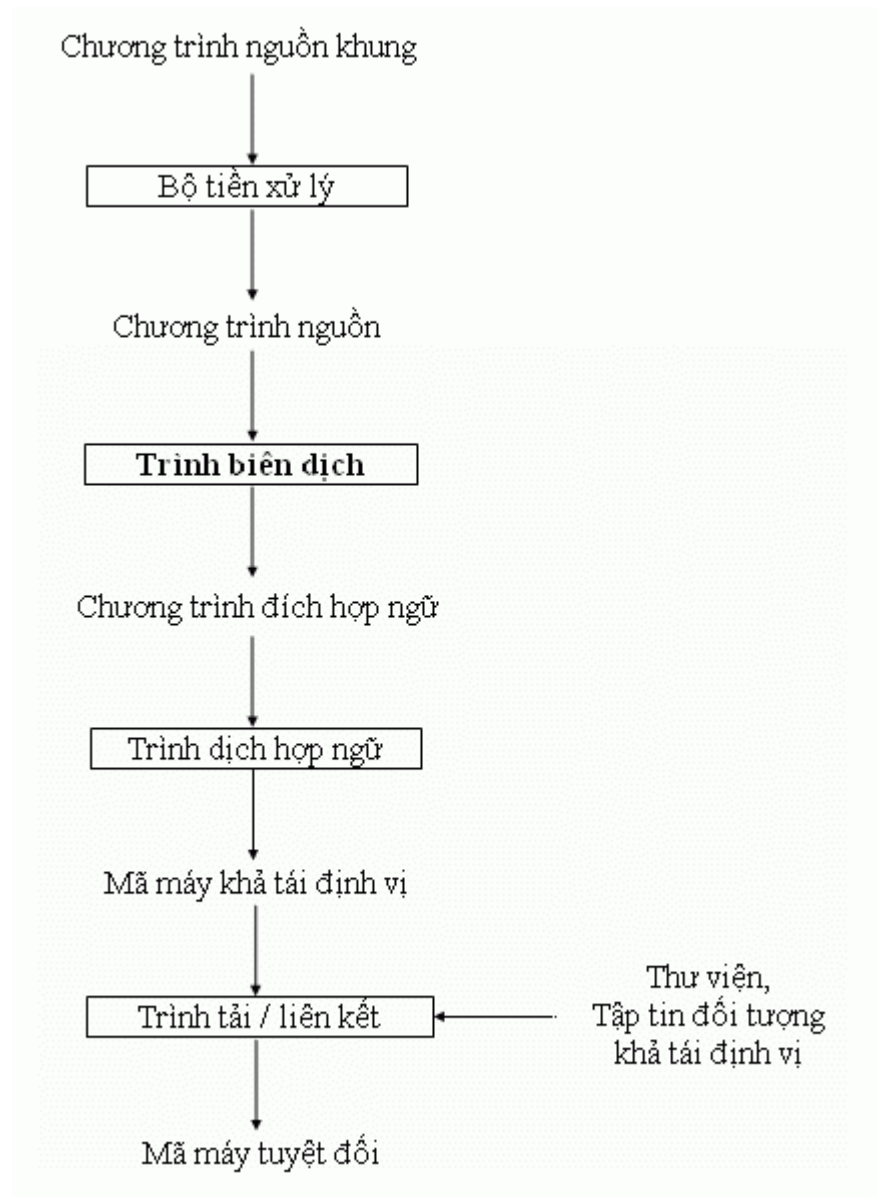 Chương trình nguồn khung
Bộ tiền xử lý
Chương trình nguồn
Trình biên dịch
Chương trình đích hợp ngữ
Trình dịch hợp ngữ
Mã máy khả tái định vị
Trình tải / liên kết
Thư viện,
Tập tin đối tượng
khả tái định vị
Mã máy tuyệt đối